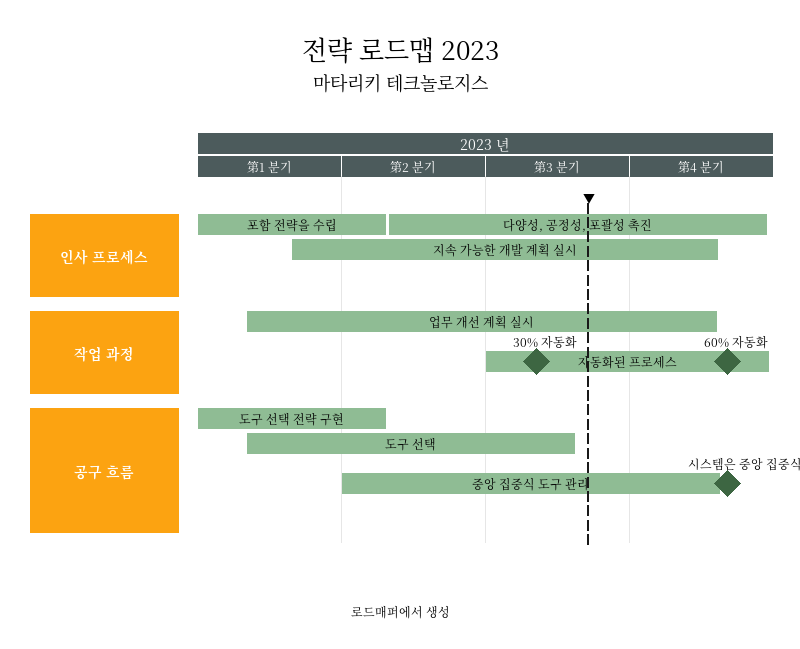 전략 로드맵 2023
마타리키 테크놀로지스
2023 년
第1 분기
第2 분기
第3 분기
第4 분기
인사 프로세스
포함 전략을 수립
다양성, 공정성, 포괄성 촉진
지속 가능한 개발 계획 실시
작업 과정
업무 개선 계획 실시
30% 자동화
60% 자동화
자동화된 프로세스
공구 흐름
도구 선택 전략 구현
도구 선택
시스템은 중앙 집중식
중앙 집중식 도구 관리
로드매퍼에서 생성